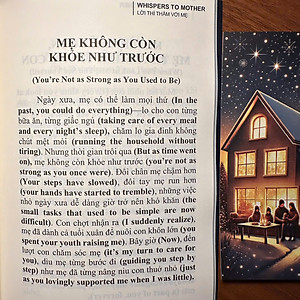 WHISPERS TO MOTHER
LỜI THÌ THẦM VỚI MẸ
MẸ KHÔNG CÒN
KHỎE NHƯ TRƯỚC
(You're Not as Strong as You Used to Be)
Ngày xưa, mẹ có thể làm mọi thứ (In the
past, you could do everything)—lo cho con từng
bữa ăn, từng giấc ngủ (taking care of every meal
and every night's sleep), chăm lo gia đình không
chút mệt mỏi (running the household without
tiring). Nhưng thời gian trôi qua (But as time went
on), mẹ không còn khỏe như trước (you're not as
strong as you once were). Đôi chân mẹ chậm hơn
(Your steps have slowed), đôi tay mẹ run hơn
(your hands have started to tremble), những việc
nhỏ ngày xưa dễ dàng giờ trở nên khó khăn (the
small tasks that used to be simple are now
difficult). Con chợt nhận ra (I suddenly realize),
mẹ đã dành cả tuổi xuân để nuôi con khôn lớn (you
spent your youth raising me). Bây giờ (Now), đến
lượt con chăm sóc mẹ (it's my turn to care for
you), dìu mẹ từng bước đi (guiding you step by
step) như mẹ đã từng nâng niu con thuở nhỏ (just
as you lovingly supported me when I was little).